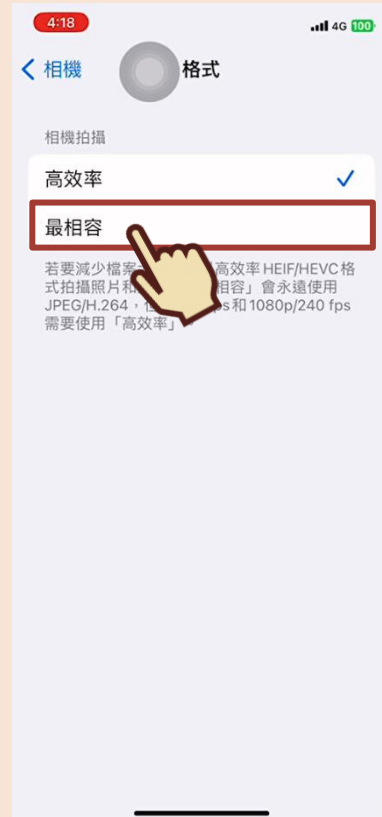 4:18
4G 100
相機
格式
相機拍攝
高效率
最相容
若要減少檔案 高效率 HEIF/HEVC 格
式拍攝照片和 相容」會永遠使用
JPEG/H.264， ps 和 1080p/240 fps
需要使用「高效率」